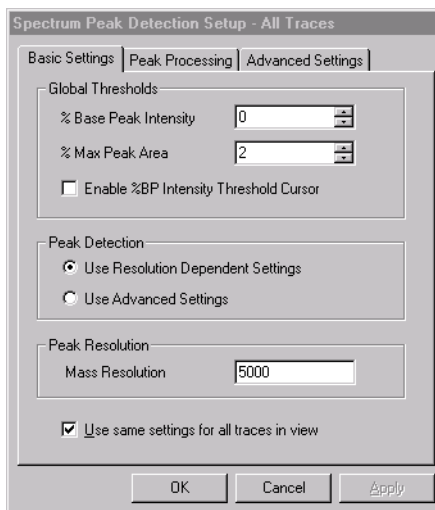 Spectrum Peak Detection Setup - All Traces
Basic Settings Peak Processing Advanced Settings
Global Thresholds
% Base Peak Intensity 0
% Max Peak Area 2
Enable %BP Intensity Threshold Cursor
Peak Detection
Use Resolution Dependent Settings
Use Advanced Settings
Peak Resolution
Mass Resolution 5000
Use same settings for all traces in view
OK Cancel Apply